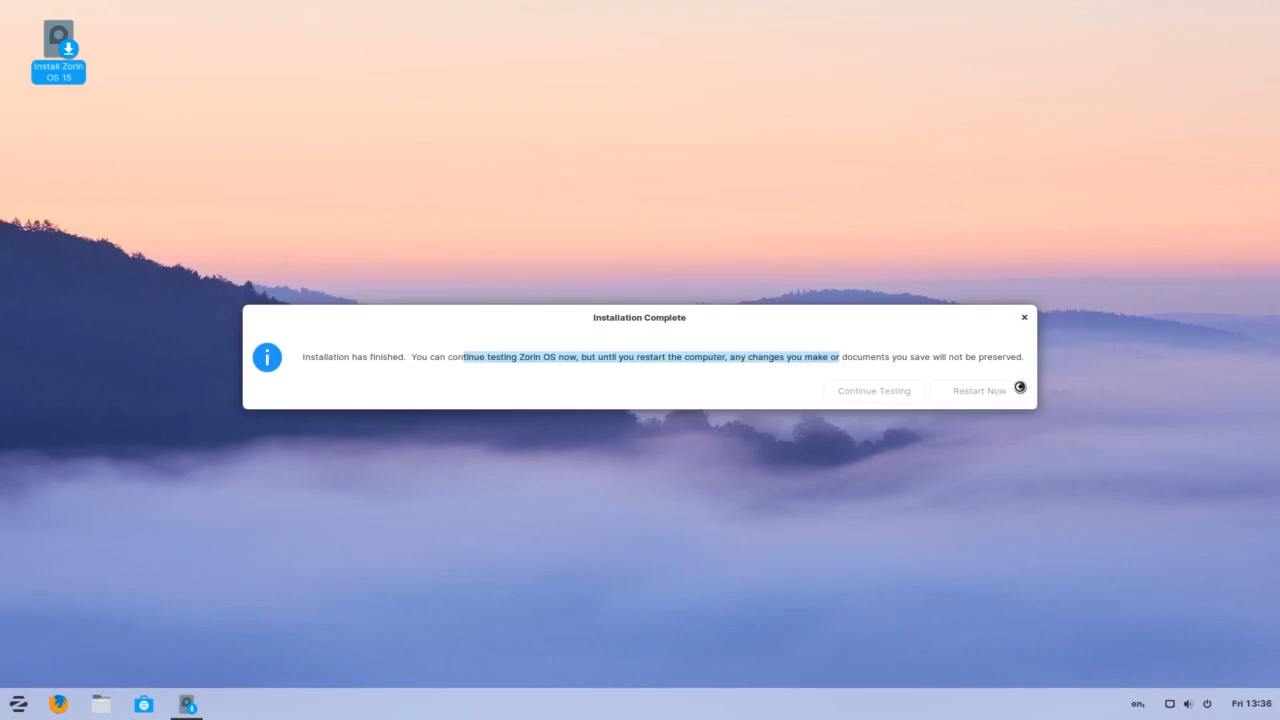 Install Zorin
OS 15
Installation Complete
Installation has finished.  You can continue testing Zorin OS now, but until you restart the computer, any changes you make or documents you save will not be preserved.
Continue Testing
Restart Now
en₁
Fri 13:36